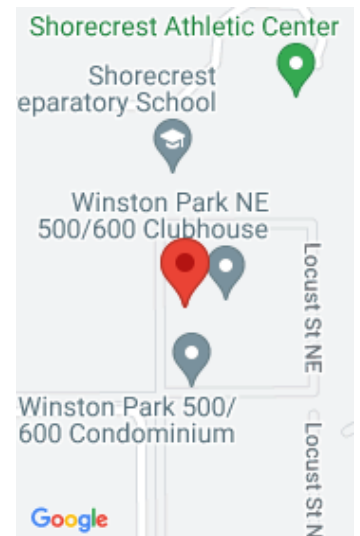 Shorecrest Athletic Center
Shorecrest
eparatory School
Winston Park NE
500/600 Clubhouse
Locust St NE
Winston Park 500/
600 Condominium
Locust St N
Google